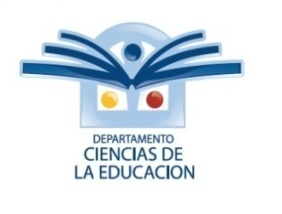 DEPARTAMENTO
CIENCIAS DE
LA EDUCACION